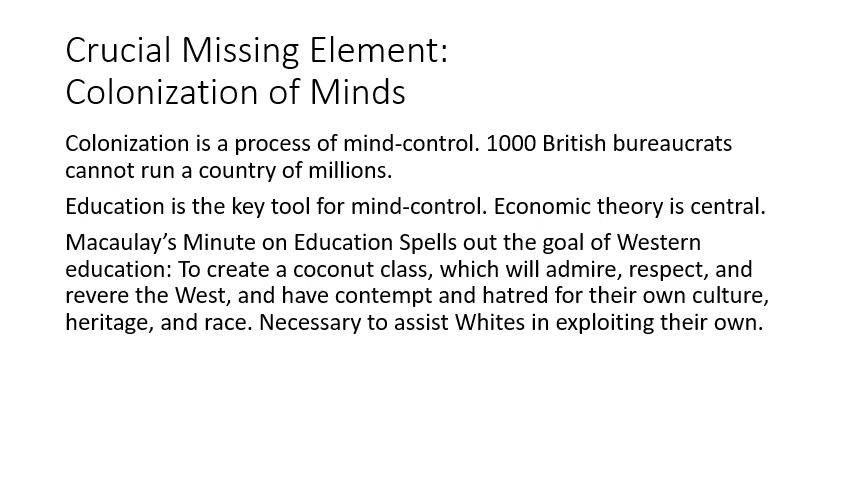 Crucial Missing Element:
Colonization of Minds
Colonization is a process of mind-control. 1000 British bureaucrats
cannot run a country of millions.
Education is the key tool for mind-control. Economic theory is central.
Macaulay’s Minute on Education Spells out the goal of Western
education: To create a coconut class, which will admire, respect, and
revere the West, and have contempt and hatred for their own culture,
heritage, and race. Necessary to assist Whites in exploiting their own.